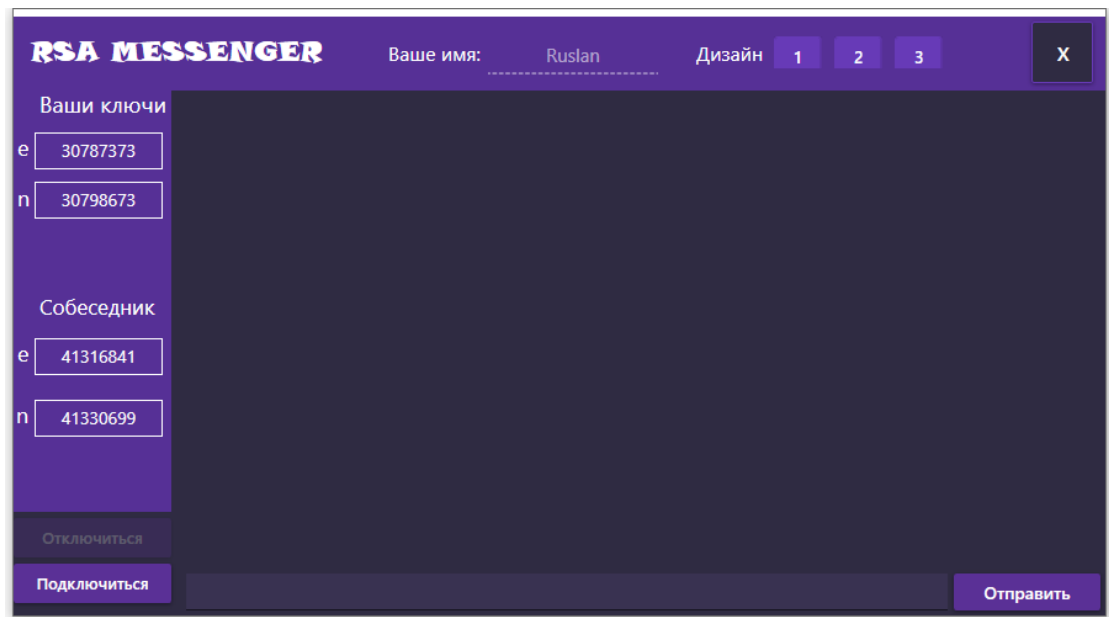 RSA MESSENGER Ваше имя: Ruslan Дизайн 1 2 3 X
Ваши ключи
e 30787373
n 30798673
Собеседник
e 41316841
n 41330699
Отключиться
Подключиться
Отправить